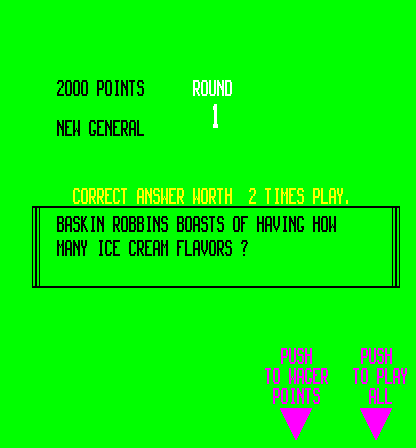 2000 POINTS
ROUND
1
NEW GENERAL
CORRECT ANSWER WORTH 2 TIMES PLAY.
BASKIN ROBBINS BOASTS OF HAVING HOW
MANY ICE CREAM FLAVORS ?
PUSH
TO WAGER
POINTS
PUSH
TO PLAY
ALL